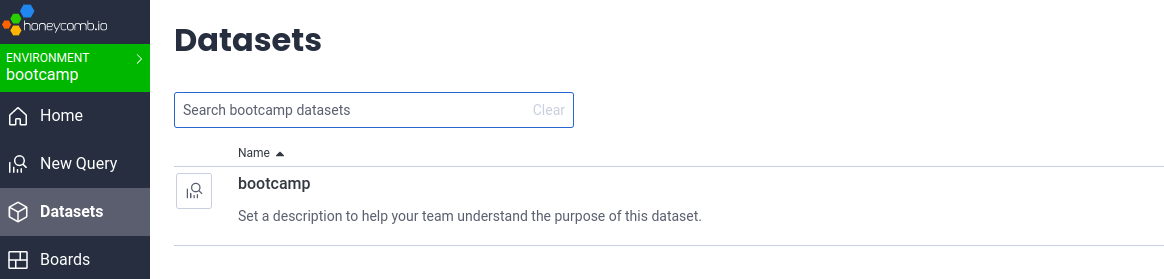 honeycomb.io
ENVIRONMENT
bootcamp
Home
New Query
Datasets
Boards
Datasets
Search bootcamp datasets Clear
Name
bootcamp
Set a description to help your team understand the purpose of this dataset.